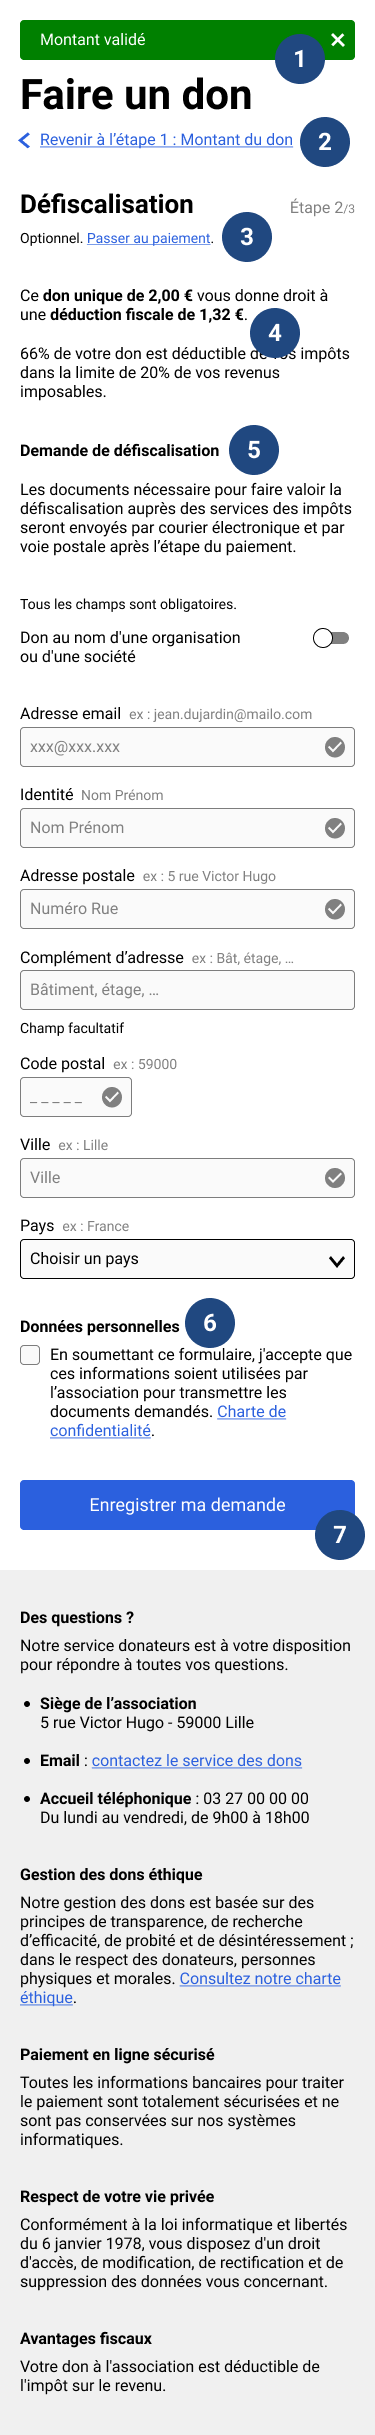 Montant validé
1
Faire un don
Revenir à l’étape 1 : Montant du don
2
Défiscalisation
Étape 2/3
Optionnel. Passer au paiement.
3
Ce don unique de 2,00 € vous donne droit à
une déduction fiscale de 1,32 €.
4
66% de votre don est déductible de vos impôts
dans la limite de 20% de vos revenus
imposables.
Demande de défiscalisation
5
Les documents nécessaire pour faire valoir la
défiscalisation auprès des services des impôts
seront envoyés par courier électronique et par
voie postale après l’étape du paiement.
Tous les champs sont obligatoires.
Don au nom d'une organisation
ou d'une société
Adresse email ex : jean.dujardin@mailo.com
xxx@xxx.xxx
Identité Nom Prénom
Nom Prénom
Adresse postale ex : 5 rue Victor Hugo
Numéro Rue
Complément d’adresse ex : Bât, étage, ...
Bâtiment, étage, ...
Champ facultatif
Code postal ex : 59000
_ _ _ _ _
Ville ex : Lille
Ville
Pays ex : France
Choisir un pays
Données personnelles
6
En soumettant ce formulaire, j'accepte que
ces informations soient utilisées par
l’association pour transmettre les
documents demandés. Charte de
confidentialité.
Enregistrer ma demande
7
Des questions ?
Notre service donateurs est à votre disposition
pour répondre à toutes vos questions.
• Siège de l’association
5 rue Victor Hugo - 59000 Lille
• Email : contactez le service des dons
• Accueil téléphonique : 03 27 00 00 00
Du lundi au vendredi, de 9h00 à 18h00
Gestion des dons éthique
Notre gestion des dons est basée sur des
principes de transparence, de recherche
d’efficacité, de probité et de désintéressement ;
dans le respect des donateurs, personnes
physiques et morales. Consultez notre charte
éthique.
Paiement en ligne sécurisé
Toutes les informations bancaires pour traiter
le paiement sont totalement sécurisées et ne
sont pas conservées sur nos systèmes
informatiques.
Respect de votre vie privée
Conformément à la loi informatique et libertés
du 6 janvier 1978, vous disposez d'un droit
d'accès, de modification, de rectification et de
suppression des données vous concernant.
Avantages fiscaux
Votre don à l'association est déductible de
l'impôt sur le revenu.